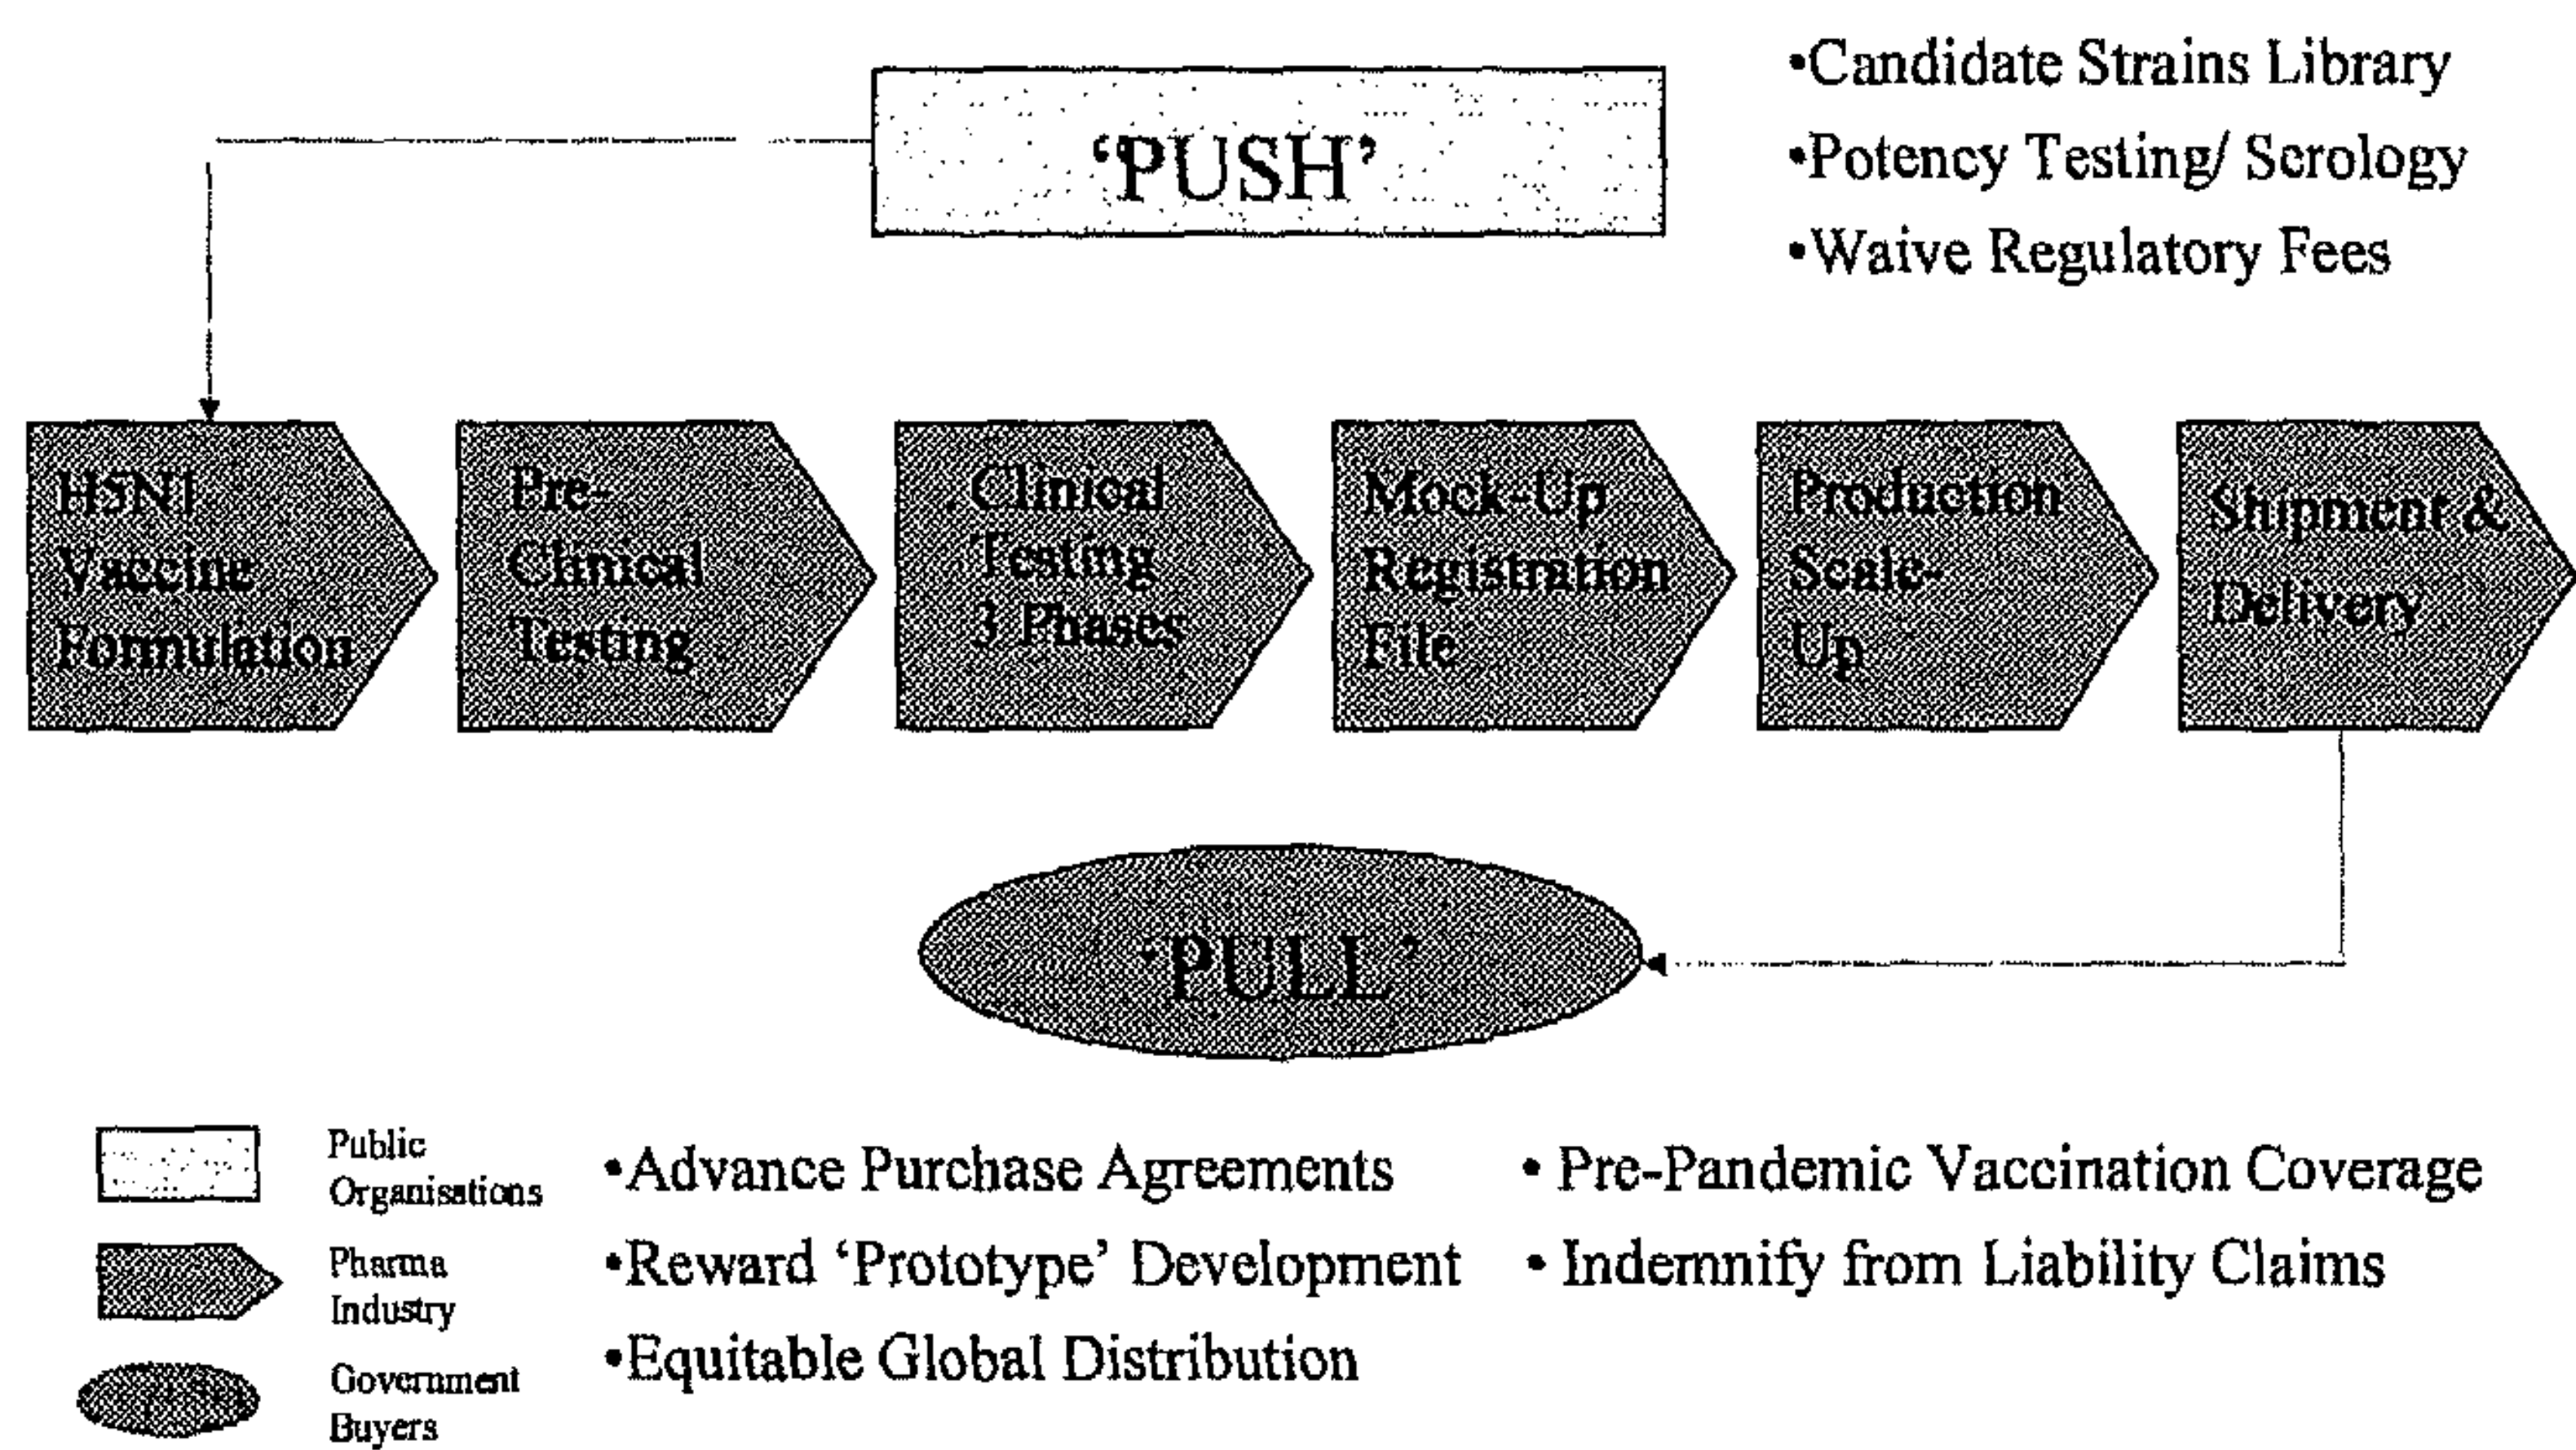 ‘PUSH’
•Candidate Strains Library
•Potency Testing/ Serology
•Waive Regulatory Fees
H5N1
Vaccine
Formulation
Pre-
Clinical
Testing
Clinical
Testing
3 Phases
Mock-Up
Registration
File
Production
Scale-
Up
Shipment &
Delivery
‘PULL’
Public
Organisations
Pharma
Industry
Government
Buyers
•Advance Purchase Agreements
•Reward ‘Prototype’ Development
•Equitable Global Distribution
• Pre-Pandemic Vaccination Coverage
• Indemnify from Liability Claims